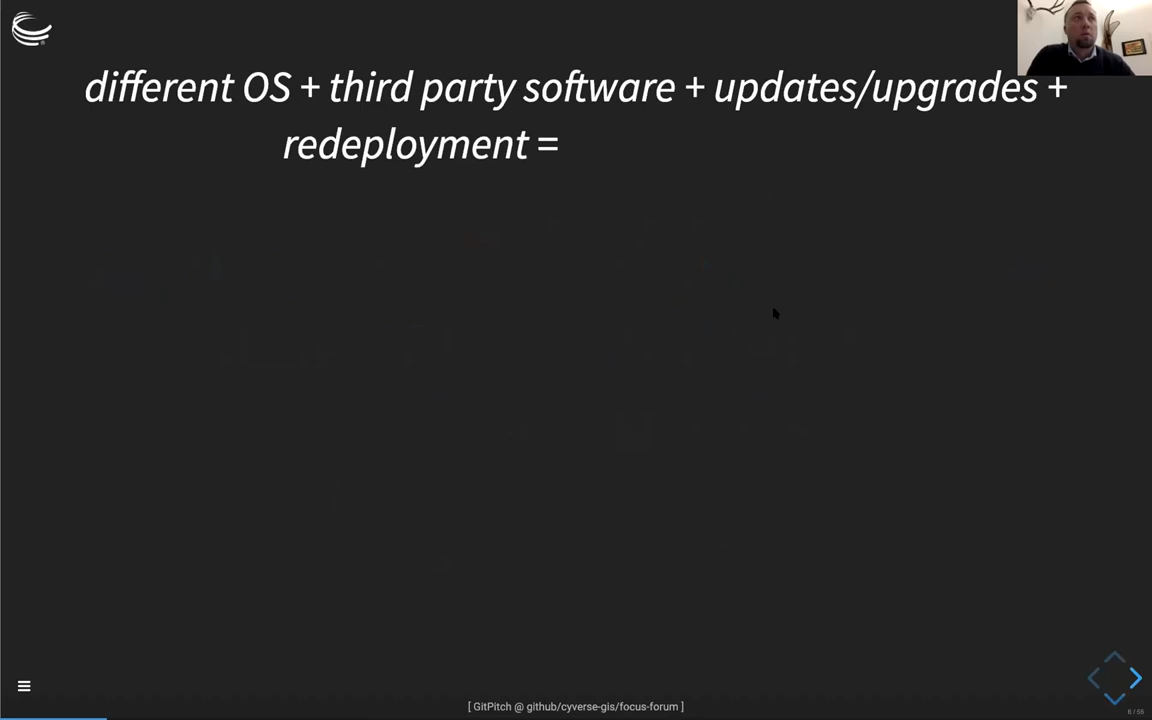 different OS + third party software + updates/upgrades +
redeployment =
[ GitPitch @ github/cyverse-gis/focus-forum ]